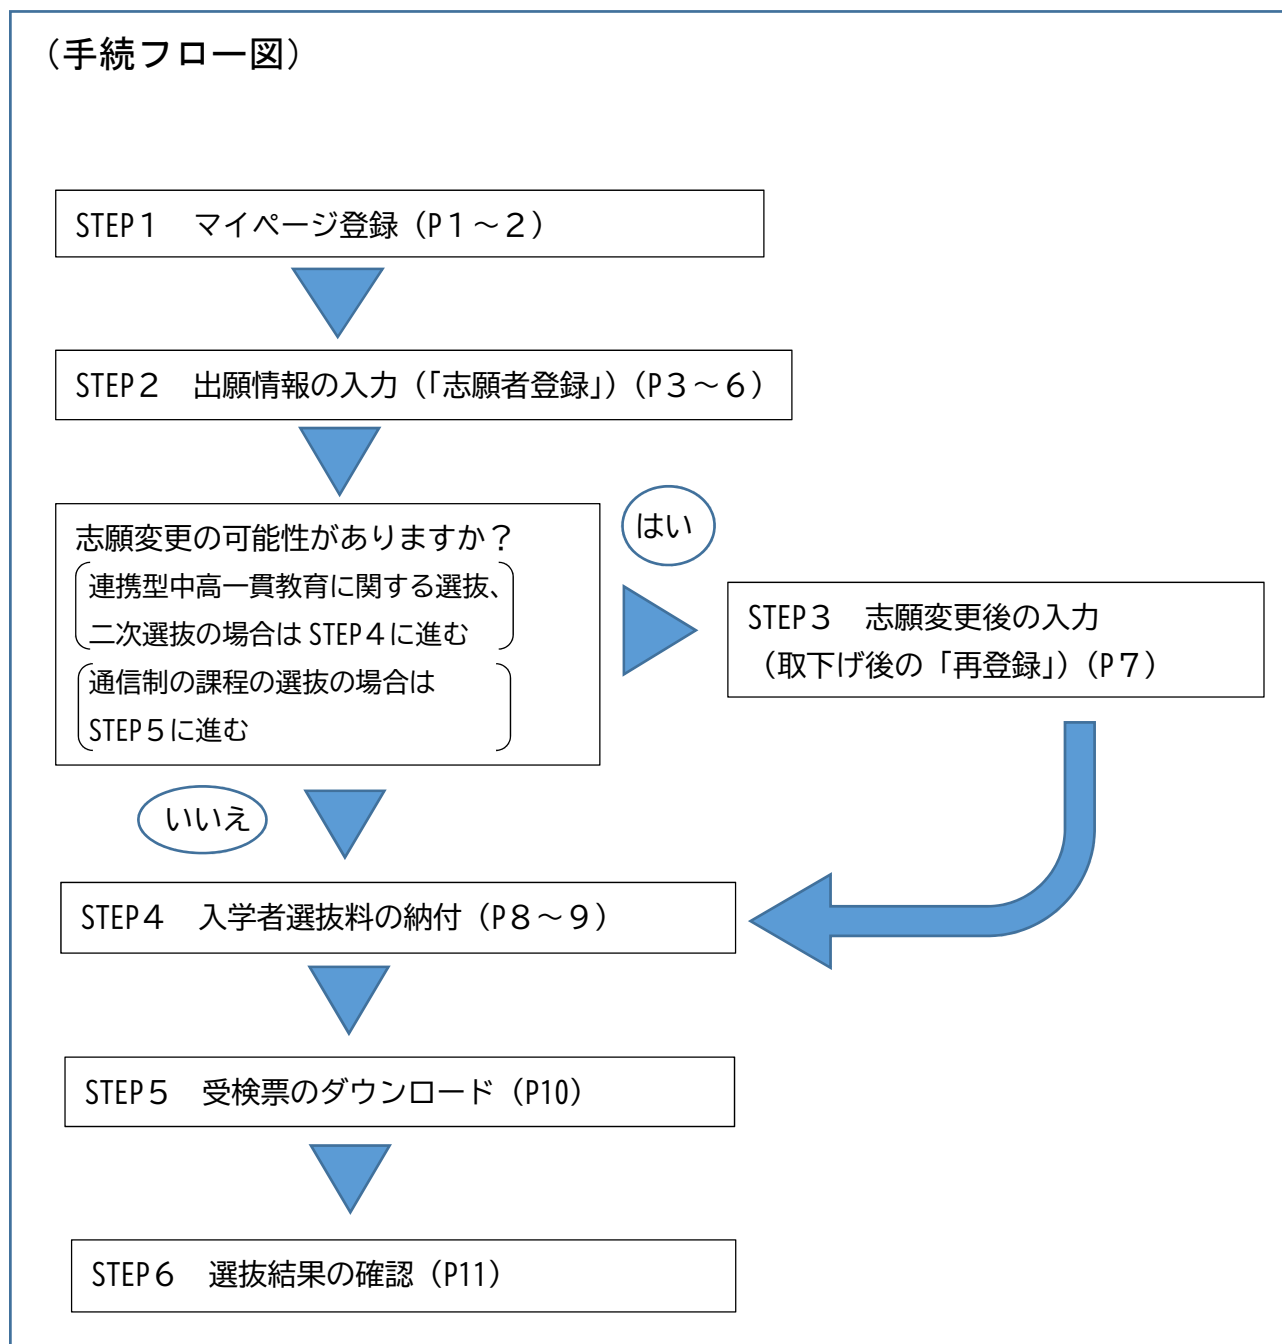 （手続フロー図）
STEP１　マイページ登録（P１～２）
STEP２　出願情報の入力（「志願者登録」）（P３～６）
志願変更の可能性がありますか？
連携型中高一貫教育に関する選抜、
二次選抜の場合は STEP４に進む
通信制の課程の選抜の場合は
STEP５に進む
はい
STEP３　志願変更後の入力
（取下げ後の「再登録」）（P７）
いいえ
STEP４　入学者選抜料の納付（P８～９）
STEP５　受検票のダウンロード（P10）
STEP６　選抜結果の確認（P11）